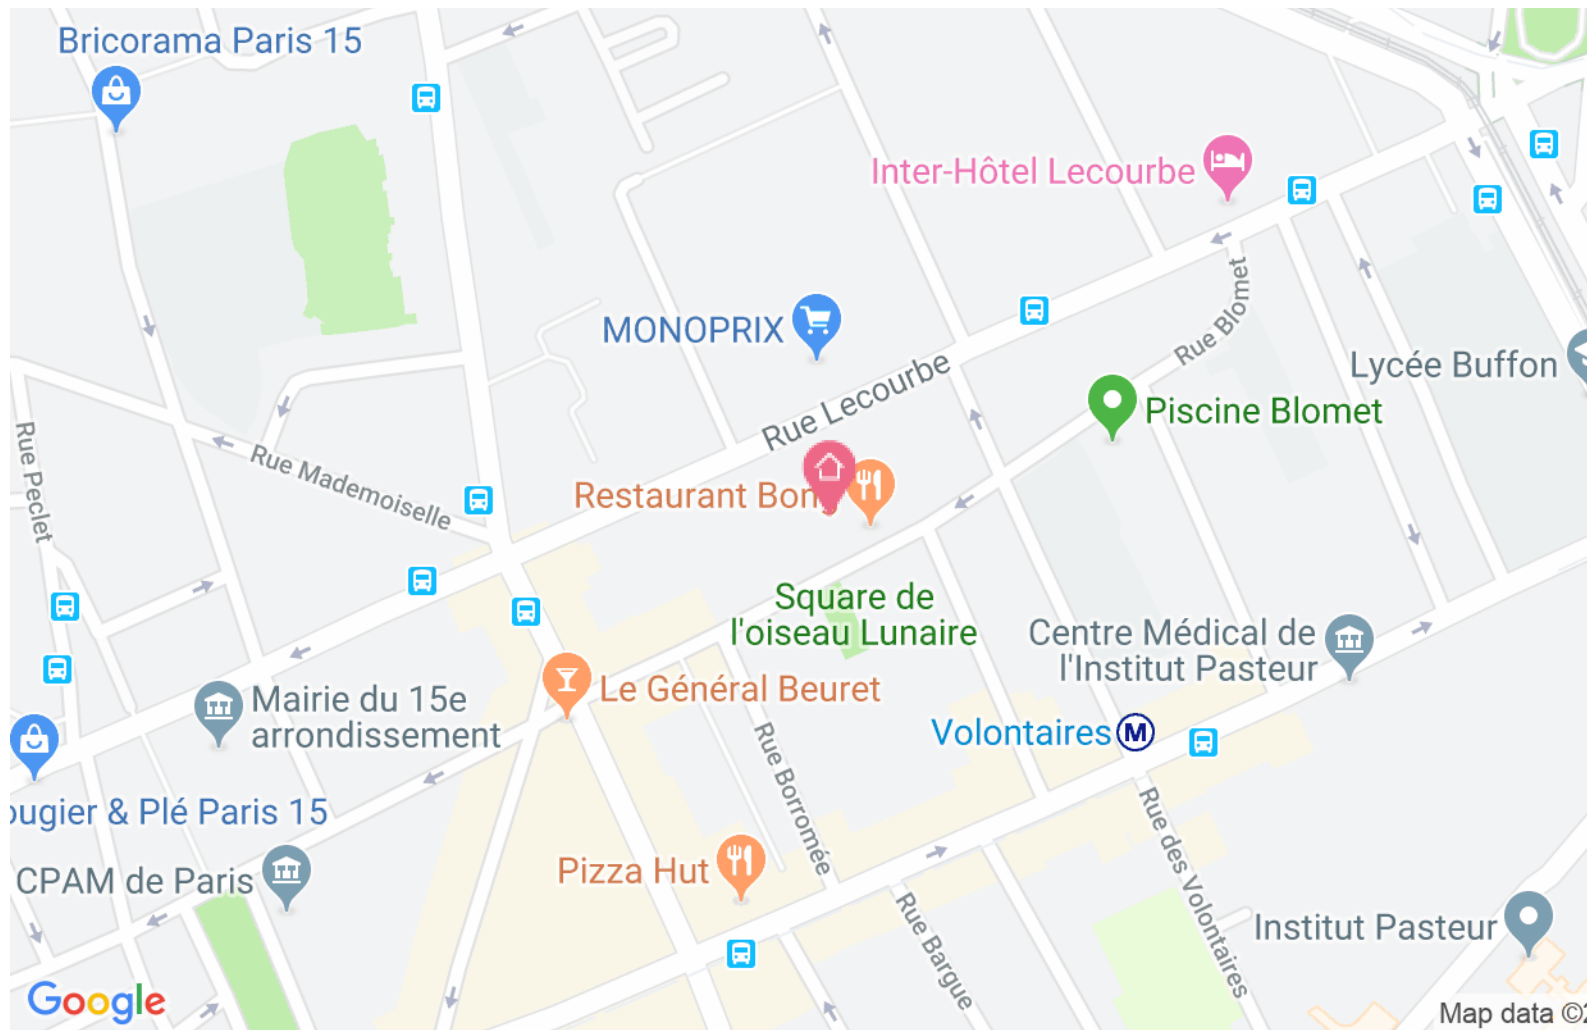 Bricorama Paris 15
Inter-Hôtel Lecourbe
Rue Blomet
MONOPRIX
Lycée Buffon
Rue Lecourbe
Piscine Blomet
Rue Peclet
Rue Mademoiselle
Restaurant
Square de
l'oiseau Lunaire
Centre Médical de
l'Institut Pasteur
Le Général Beuret
Mairie du 15e
arrondissement
Volontaires M
Rue Borromée
ougier & Plé Paris 15
Rue des Volontaires
Pizza Hut
CPAM de Paris
Rue Bargue
Institut Pasteur
Google
Map data ©